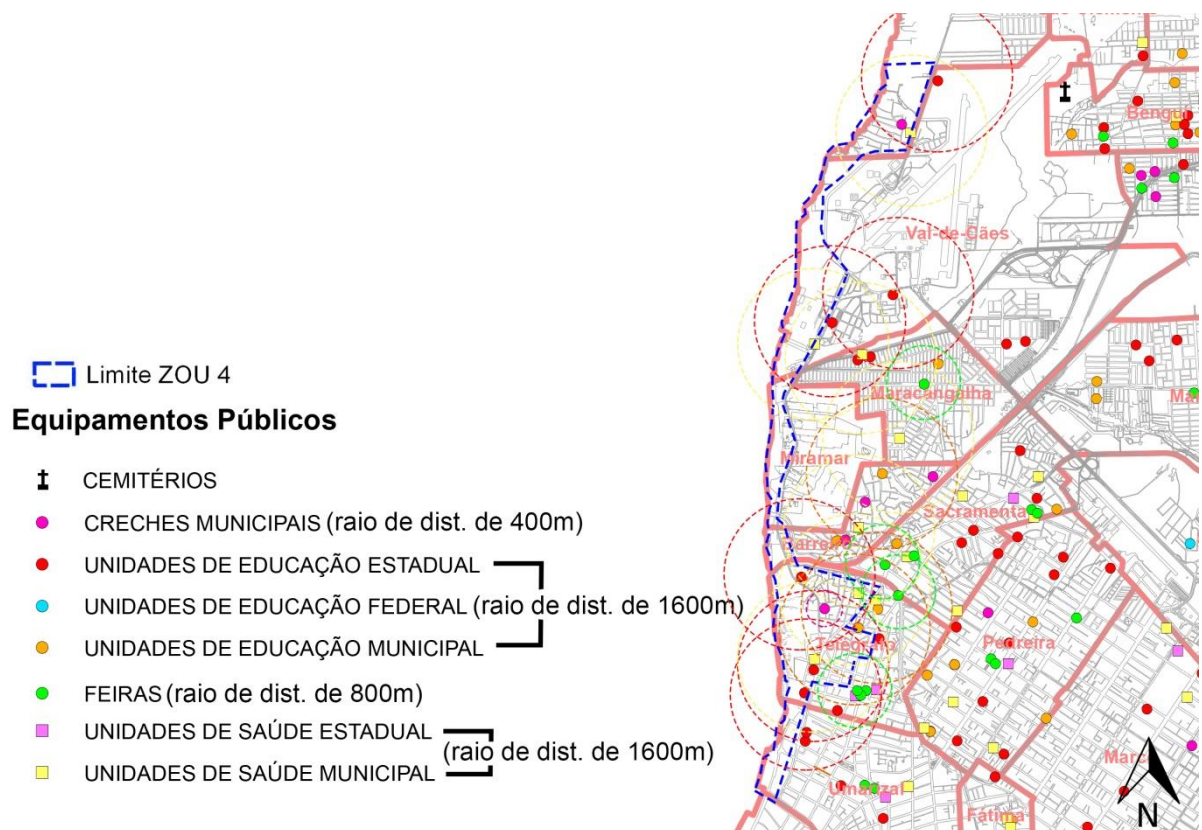 Limite ZOU 4
Equipamentos Públicos
CEMITÉRIOS
CRECHES MUNICIPAIS (raio de dist. de 400m)
UNIDADES DE EDUCAÇÃO ESTADUAL
UNIDADES DE EDUCAÇÃO FEDERAL (raio de dist. de 1600m)
UNIDADES DE EDUCAÇÃO MUNICIPAL
FEIRAS (raio de dist. de 800m)
UNIDADES DE SAÚDE ESTADUAL
(raio de dist. de 1600m)
UNIDADES DE SAÚDE MUNICIPAL
Val-de-Cães
Maracangalha
Miramar
Sacramenta
Telégrafo
Pedreira
Umarizal
Fátima
N